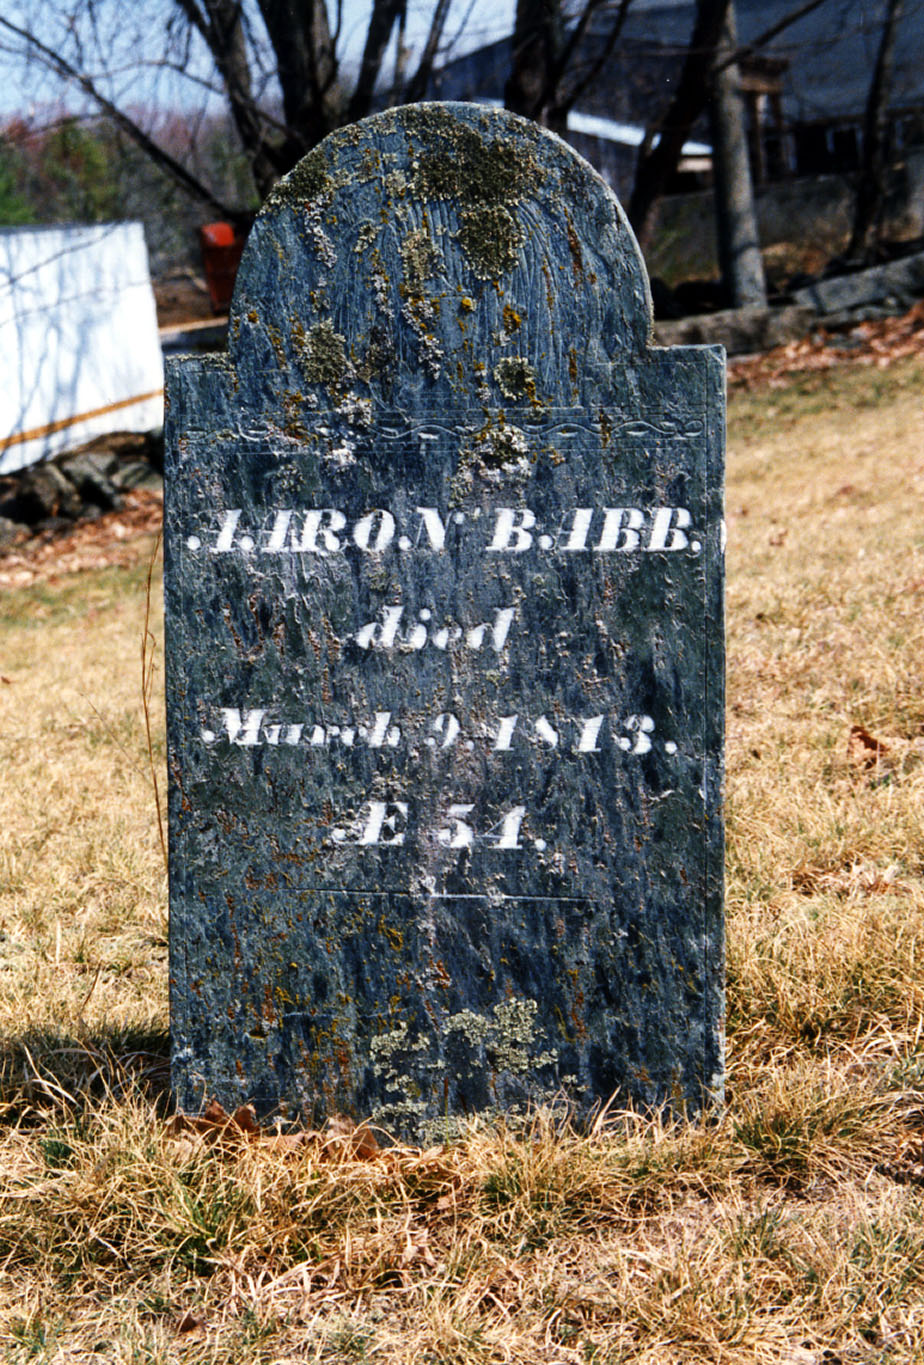 AARON BABB.
died
March 9, 1813.
Æ 54.